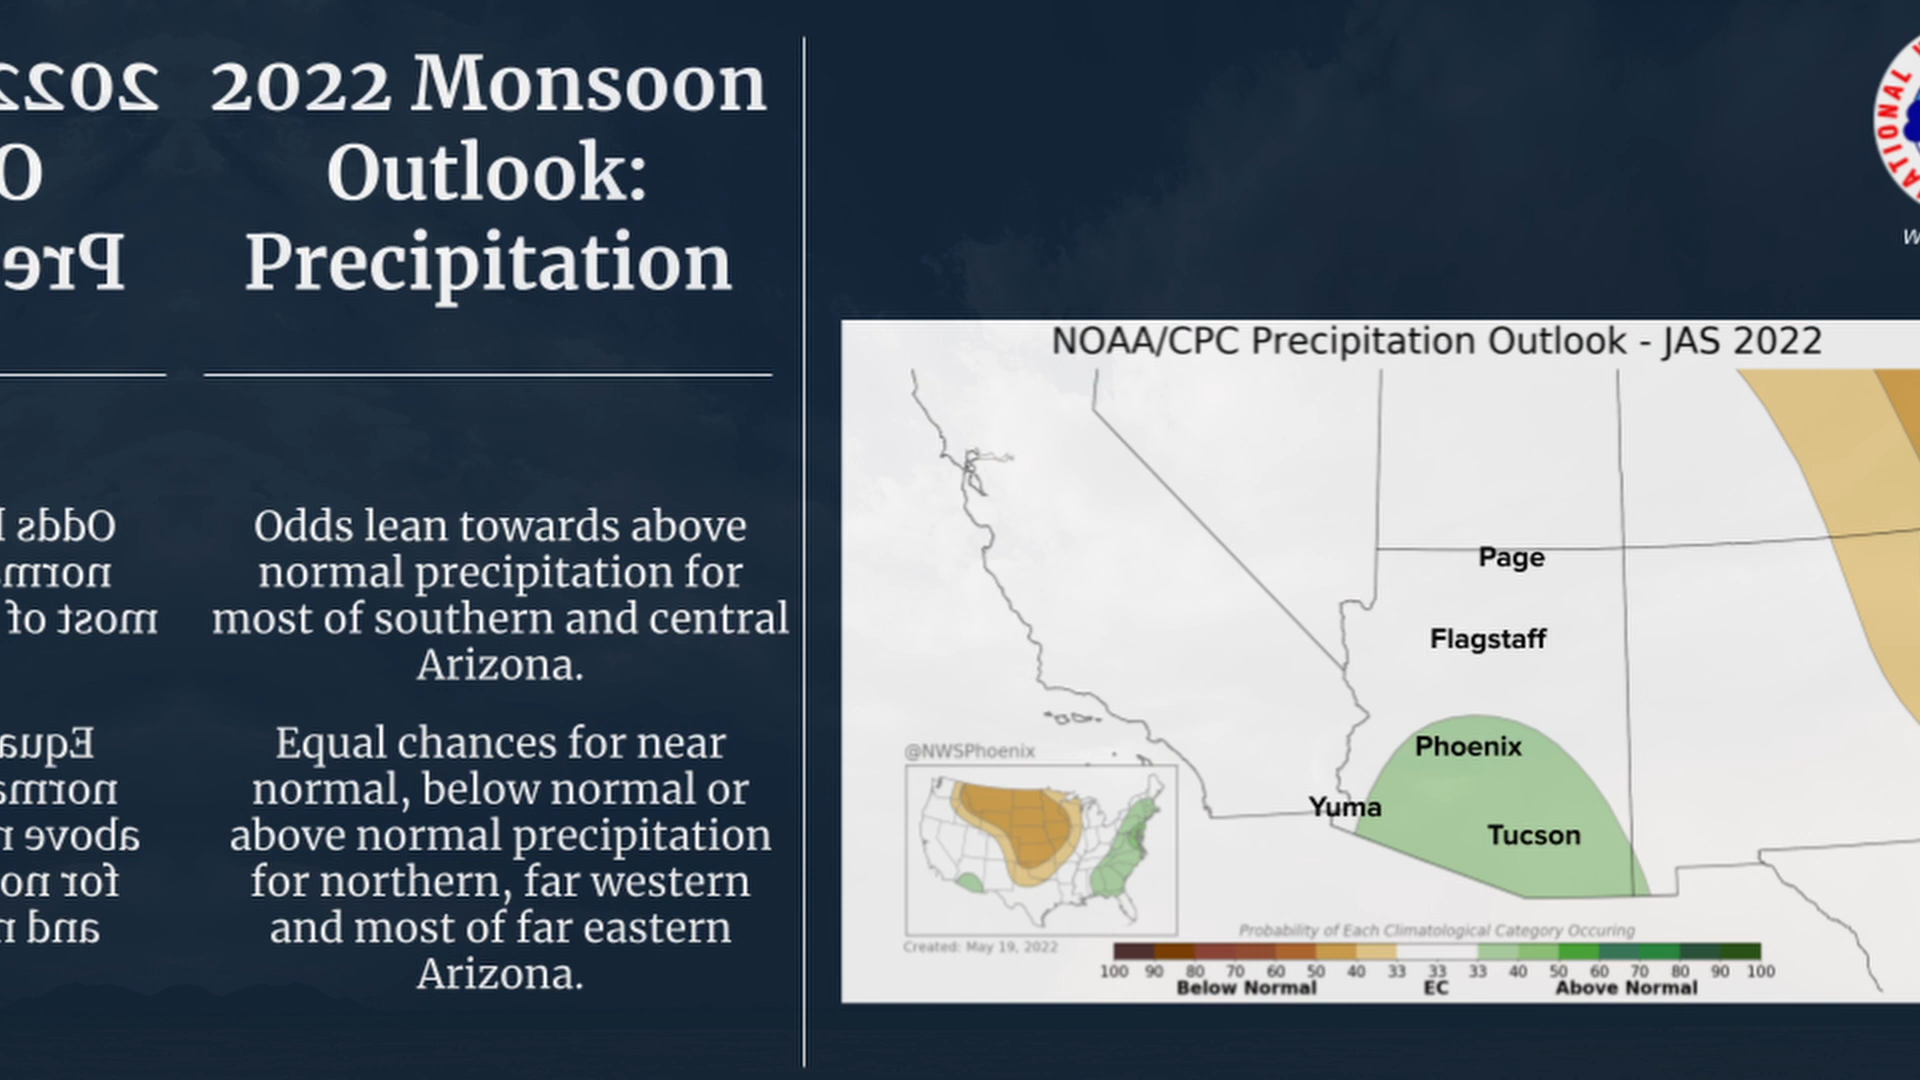 2022 Monsoon
Outlook:
Precipitation
Odds lean towards above
normal precipitation for
most of southern and central
Arizona.
Equal chances for near
normal, below normal or
above normal precipitation
for northern, far western
and most of far eastern
Arizona.
NATIONAL
NOAA/CPC Precipitation Outlook - JAS 2022
Page
Flagstaff
Phoenix
Yuma
Tucson
@NWSPhoenix
Created: May 19, 2022
Probability of Each Climatological Category Occuring
100 90 80 70 60 50 40 33 33 33 40 50 60 70 80 90 100
Below Normal EC Above Normal